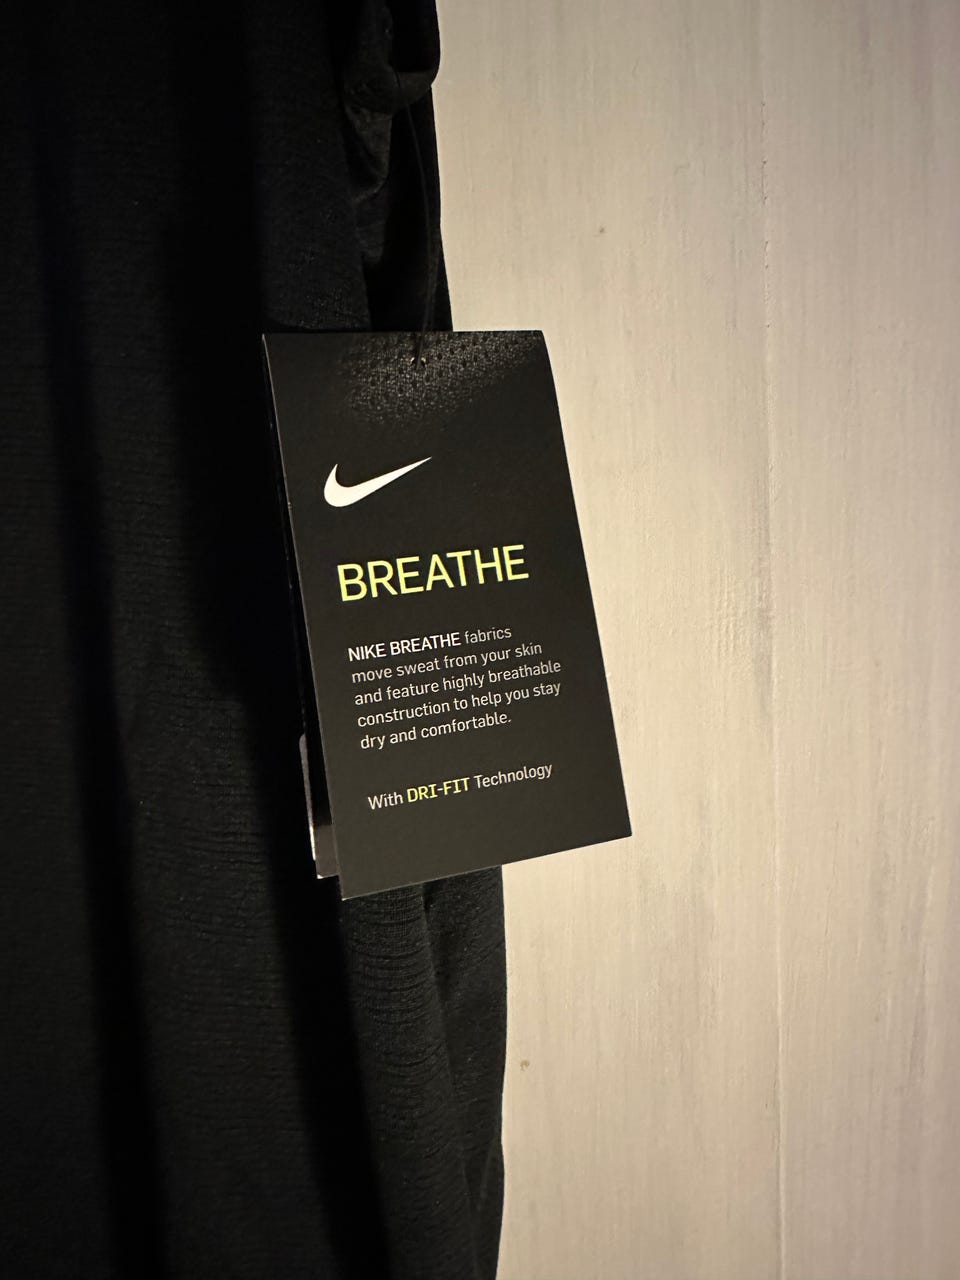 BREATHE
NIKE BREATHE fabrics
move sweat from your skin
and feature highly breathable
construction to help you stay
dry and comfortable.
With DRI-FIT Technology